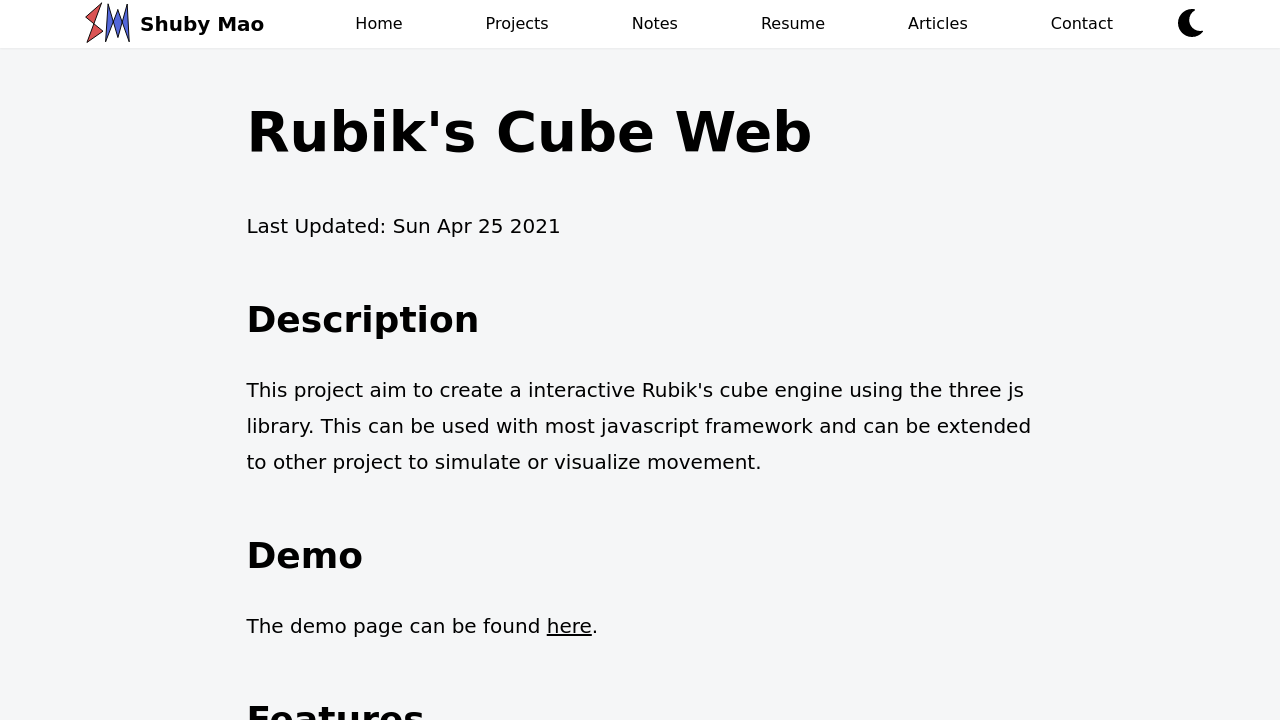 Shuby Mao
Home
Projects
Notes
Resume
Articles
Contact
Rubik's Cube Web
Last Updated: Sun Apr 25 2021
Description
This project aim to create a interactive Rubik's cube engine using the three js
library. This can be used with most javascript framework and can be extended
to other project to simulate or visualize movement.
Demo
The demo page can be found here.
Features